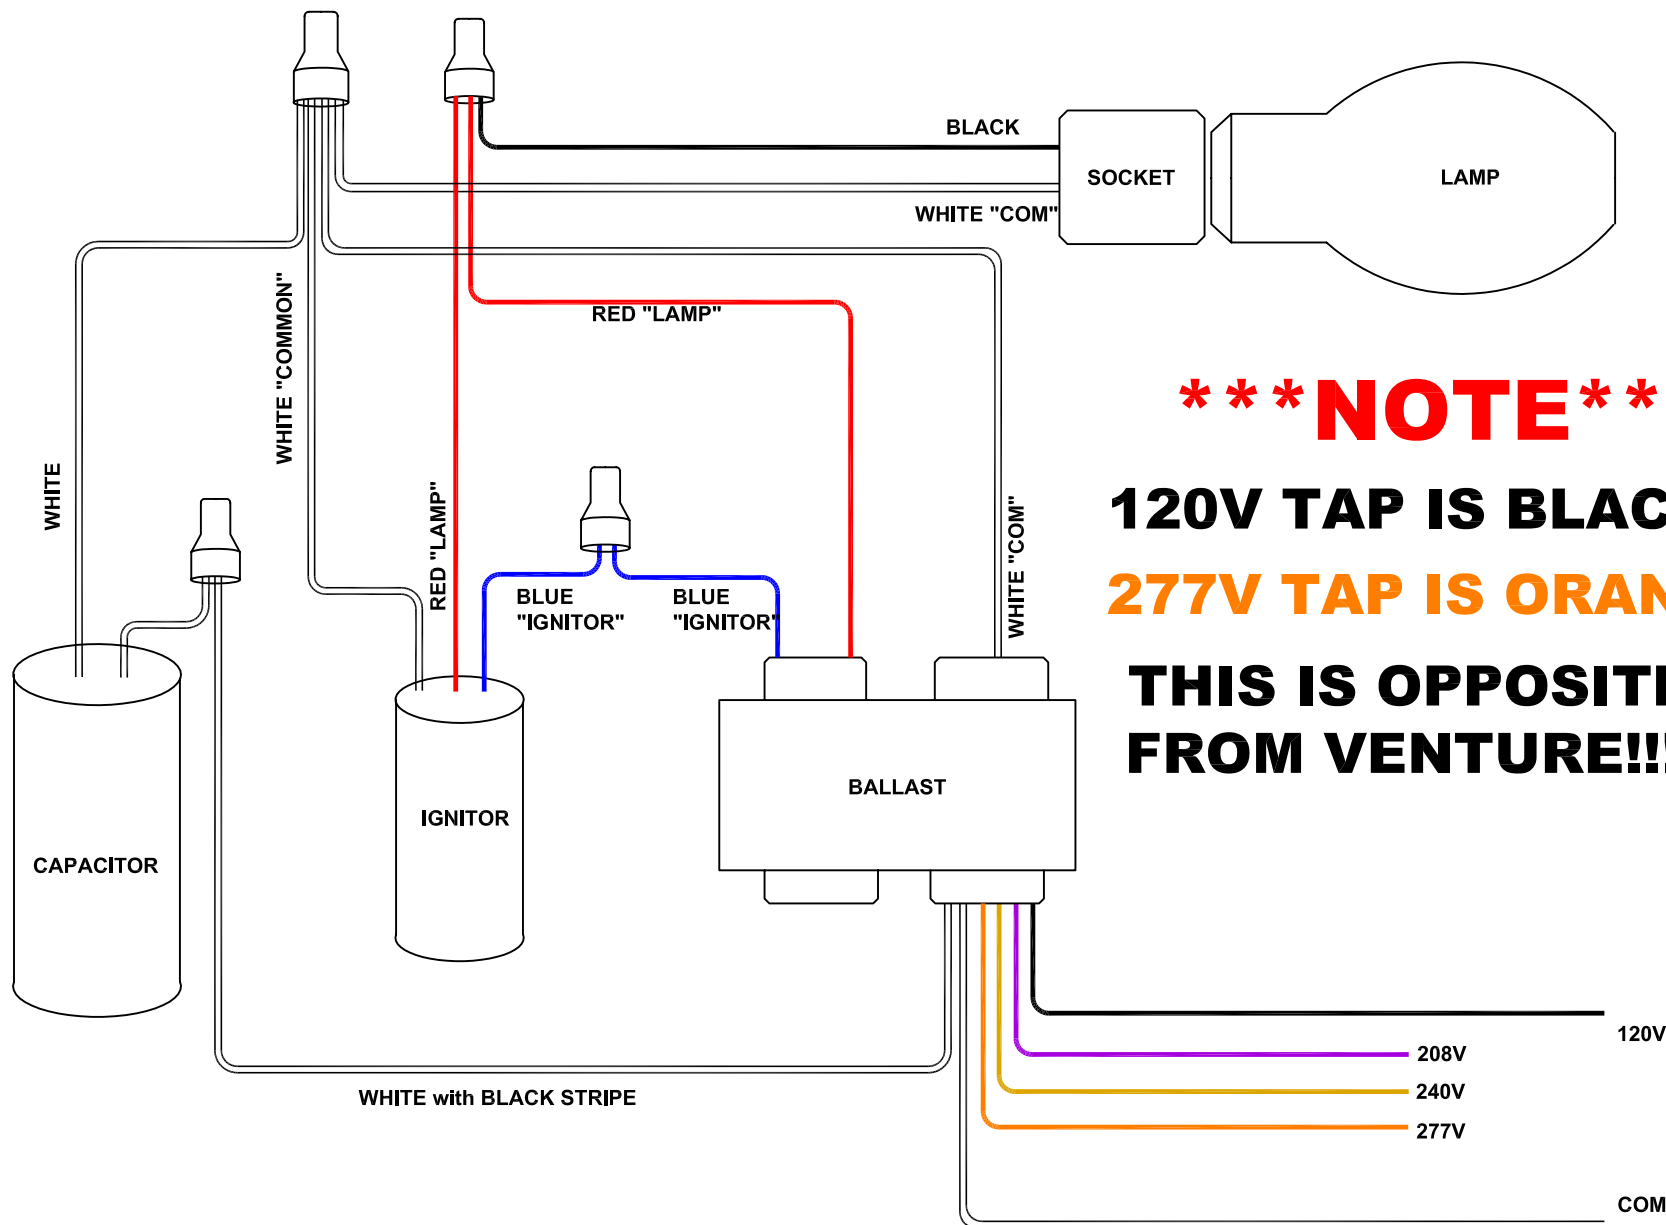 BLACK
SOCKET
LAMP
WHITE "COM"
WHITE "COMMON"
RED "LAMP"
***NOTE**
WHITE
120V TAP IS BLAC
RED "LAMP"
WHITE "COM"
277V TAP IS ORAN
BLUE
"IGNITOR"
BLUE
"IGNITOR"
THIS IS OPPOSIT
FROM VENTURE!!!
BALLAST
IGNITOR
CAPACITOR
120V
208V
240V
277V
WHITE with BLACK STRIPE
COM